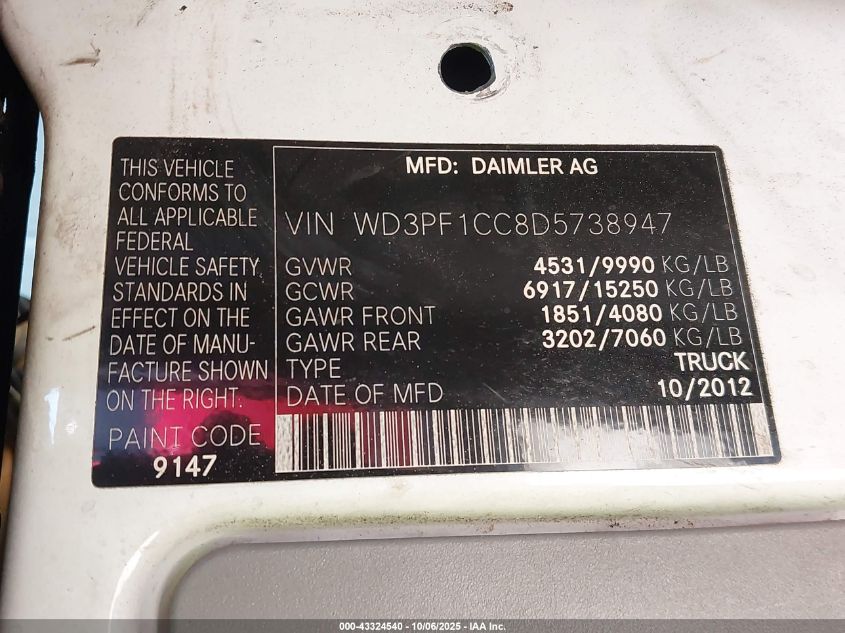 THIS VEHICLE
CONFORMS TO
ALL APPLICABLE
FEDERAL
VEHICLE SAFETY
STANDARDS IN
EFFECT ON THE
DATE OF MANU-
FACTURE SHOWN
ON THE RIGHT.
PAINT CODE
9147
MFD: DAIMLER AG
VIN WD3PF1CC8D5738947
GVWR 4531/9990 KG/LB
GCWR 6917/15250 KG/LB
GAWR FRONT 1851/4080 KG/LB
GAWR REAR 3202/7060 KG/LB
TYPE TRUCK
DATE OF MFD 10/2012
000-43324540 - 10/06/2025 - IAA Inc.